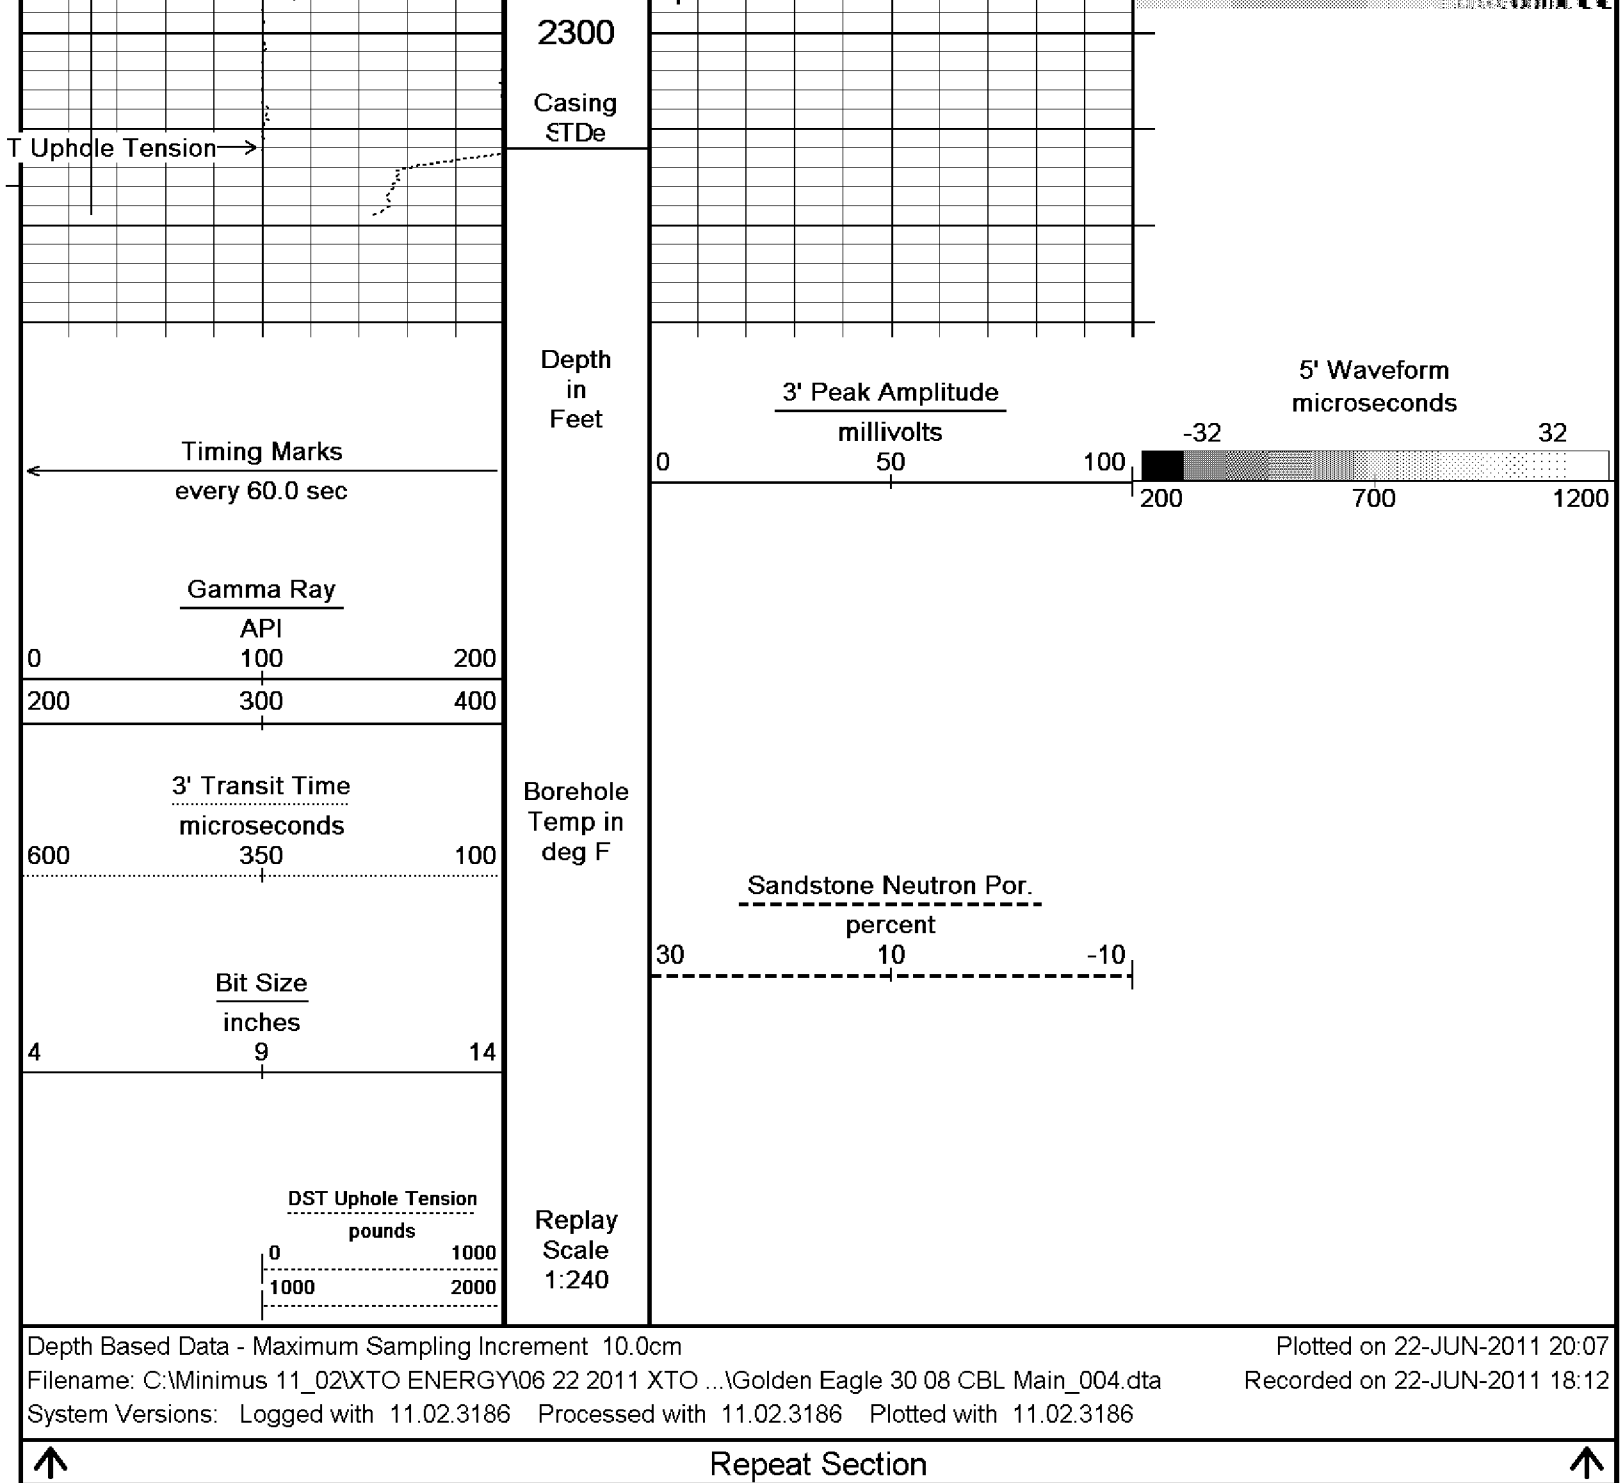 2300
Casing
STDe
T Uphole Tension
Depth
in
Feet
5' Waveform
microseconds
-32 32
200 700 1200
3' Peak Amplitude
millivolts
0 50 100
Timing Marks
every 60.0 sec
Gamma Ray
API
0 100 200
200 300 400
3' Transit Time
microseconds
600 350 100
Borehole
Temp in
deg F
Sandstone Neutron Por.
percent
30 10 -10
Bit Size
inches
4 9 14
DST Uphole Tension
pounds
0 1000
1000 2000
Replay
Scale
1:240
Depth Based Data - Maximum Sampling Increment 10.0cm Plotted on 22-JUN-2011 20:07
Filename: C:\Minimus 11_02\XTO ENERGY\06 22 2011 XTO ...\Golden Eagle 30 08 CBL Main_004.dta Recorded on 22-JUN-2011 18:12
System Versions: Logged with 11.02.3186 Processed with 11.02.3186 Plotted with 11.02.3186
Repeat Section